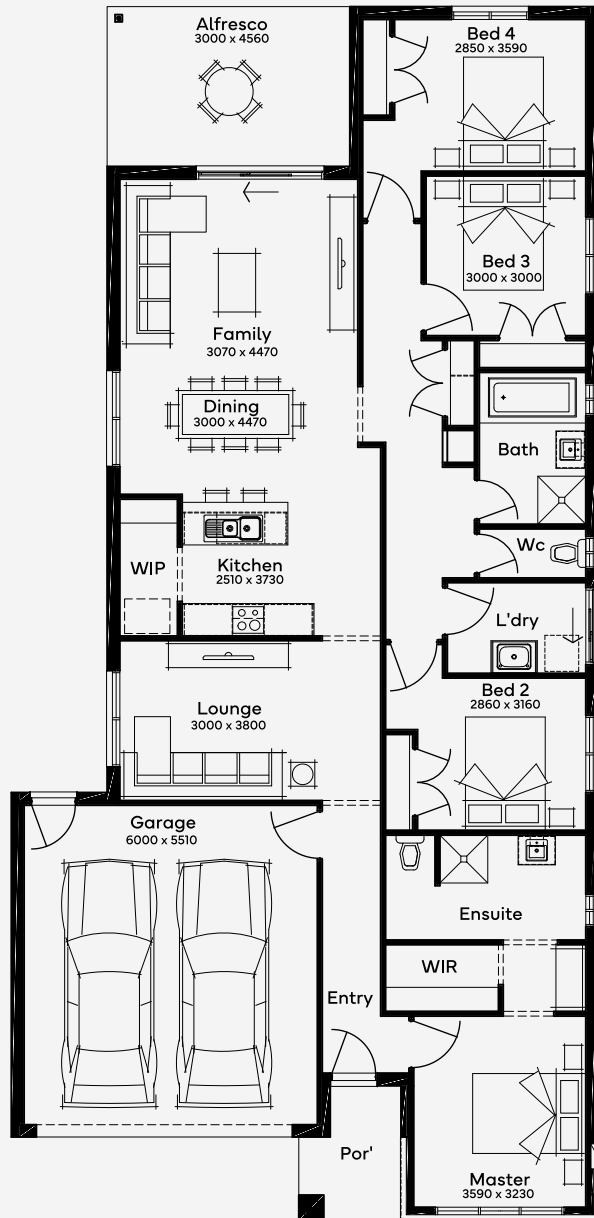 Alfresco
3000 x 4560
Bed 4
2850 x 3590
Bed 3
3000 x 3000
Family
3070 x 4470
Dining
3000 x 4470
Bath
Wc
WIP
Kitchen
2510 x 3730
L'dry
Bed 2
2860 x 3160
Lounge
3000 x 3800
Garage
6000 x 5510
Ensuite
WIR
Entry
Por'
Master
3590 x 3230